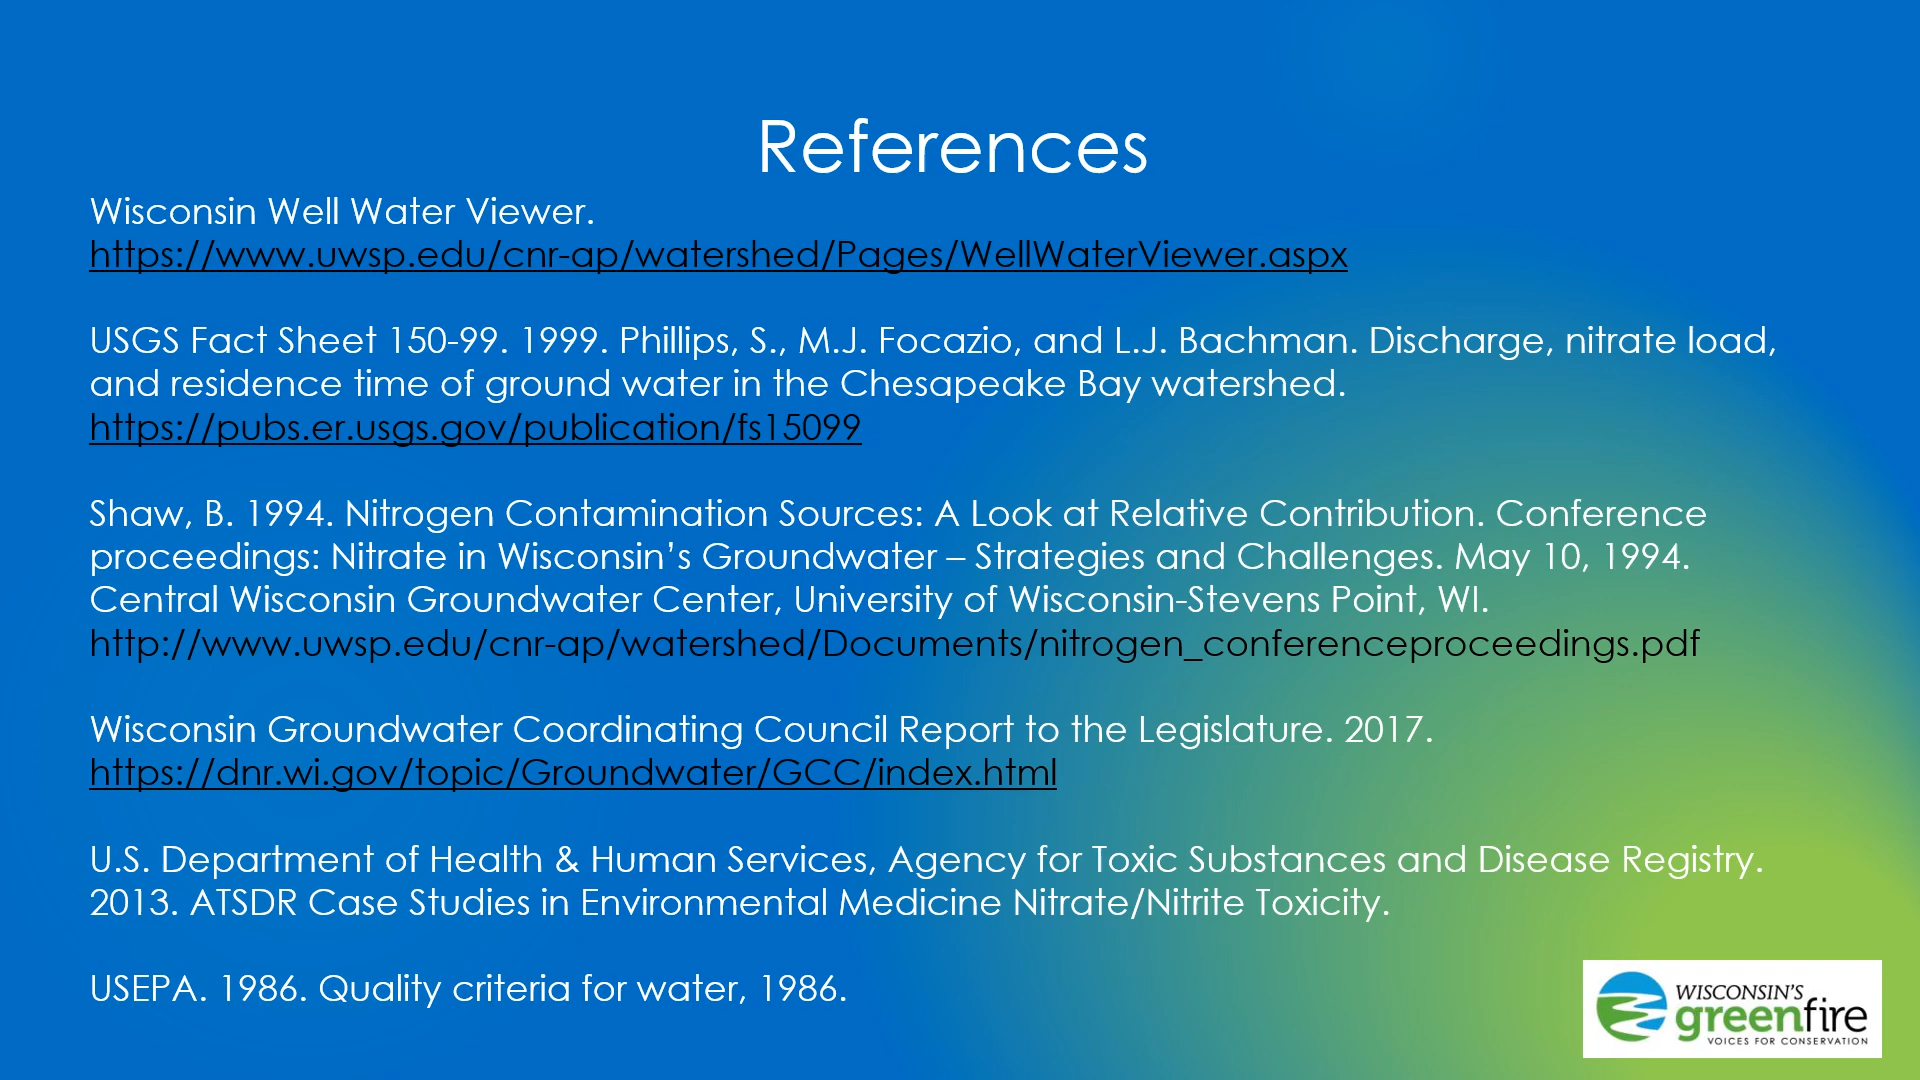 References
Wisconsin Well Water Viewer.
https://www.uwsp.edu/cnr-ap/watershed/Pages/WellWaterViewer.aspx
USGS Fact Sheet 150-99. 1999. Phillips, S., M.J. Focazio, and L.J. Bachman. Discharge, nitrate load,
and residence time of ground water in the Chesapeake Bay watershed.
https://pubs.er.usgs.gov/publication/fs15099
Shaw, B. 1994. Nitrogen Contamination Sources: A Look at Relative Contribution. Conference
proceedings: Nitrate in Wisconsin’s Groundwater – Strategies and Challenges. May 10, 1994.
Central Wisconsin Groundwater Center, University of Wisconsin-Stevens Point, WI.
http://www.uwsp.edu/cnr-ap/watershed/Documents/nitrogen_conferenceproceedings.pdf
Wisconsin Groundwater Coordinating Council Report to the Legislature. 2017.
https://dnr.wi.gov/topic/Groundwater/GCC/index.html
U.S. Department of Health & Human Services, Agency for Toxic Substances and Disease Registry.
2013. ATSDR Case Studies in Environmental Medicine Nitrate/Nitrite Toxicity.
USEPA. 1986. Quality criteria for water, 1986.
WISCONSIN'S
greenfire
VOICES FOR CONSERVATION